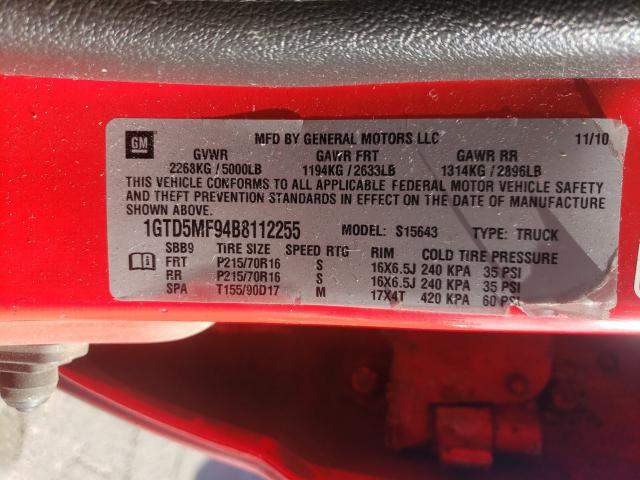 GM MFD BY GENERAL MOTORS LLC 11/10
GVWR GAWR FRT GAWR RR
2268KG / 5000LB 1194KG / 2633LB 1314KG / 2896LB
THIS VEHICLE CONFORMS TO ALL APPLICABLE FEDERAL MOTOR VEHICLE SAFETY
AND THEFT PREVENTION STANDARDS IN EFFECT ON THE DATE OF MANUFACTURE
SHOWN ABOVE.
1GTD5MF94B8112255 MODEL: S15643 TYPE: TRUCK
SBB9 TIRE SIZE SPEED RTG RIM COLD TIRE PRESSURE
FRT P215/70R16 S 16X6.5J 240 KPA 35 PSI
RR P215/70R16 S 16X6.5J 240 KPA 35 PSI
SPA T155/90D17 M 17X4T 420 KPA 60 PSI